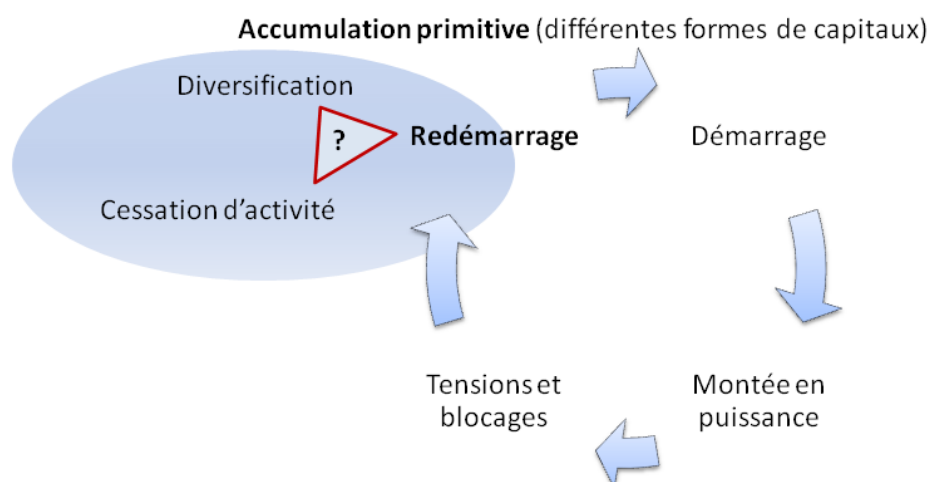 Accumulation primitive (différentes formes de capitaux)
Diversification
?
Redémarrage
Démarrage
Cessation d'activité
Tensions et
blocages
Montée en
puissance